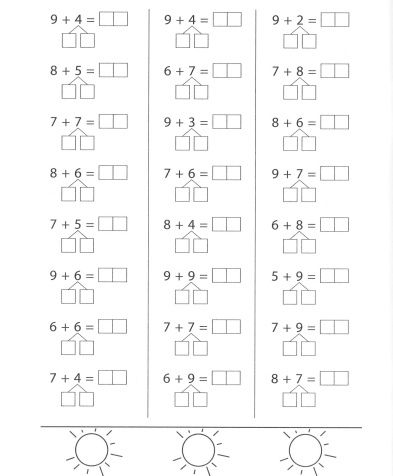 9 + 4 =
8 + 5 =
7 + 7 =
8 + 6 =
7 + 5 =
9 + 6 =
6 + 6 =
7 + 4 =
9 + 4 =
6 + 7 =
9 + 3 =
7 + 6 =
8 + 4 =
9 + 9 =
7 + 7 =
6 + 9 =
9 + 2 =
7 + 8 =
8 + 6 =
9 + 7 =
6 + 8 =
5 + 9 =
7 + 9 =
8 + 7 =